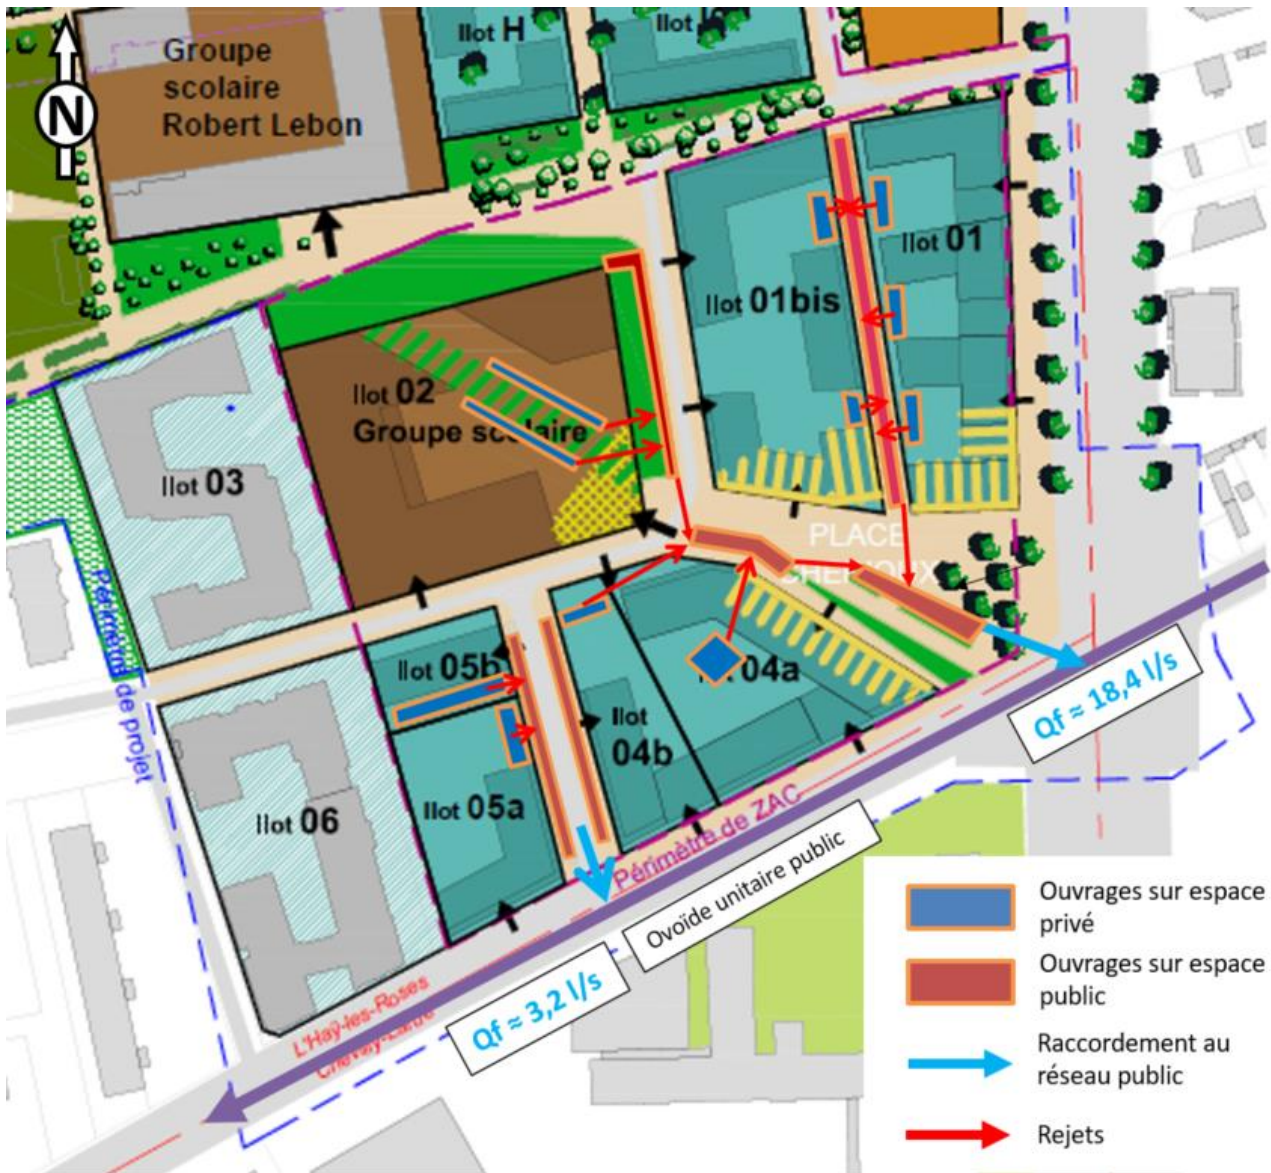 Groupe
scolaire
Robert Lebon
Ilot H
Ilot
N
Ilot 01
Ilot 01bis
Ilot 02
Groupe scolaire
Ilot 03
PLACE
CHERIOUX
Périmètre de projet
Ilot 05b
04a
Ilot
04b
Ilot 05a
Ilot 06
Qf ≈ 18,4 l/s
Périmètre de ZAC
Ovoïde unitaire public
Qf ≈ 3,2 l/s
L'Haÿ-les-Roses
Ouvrages sur espace
privé
Ouvrages sur espace
public
Raccordement au
réseau public
Rejets